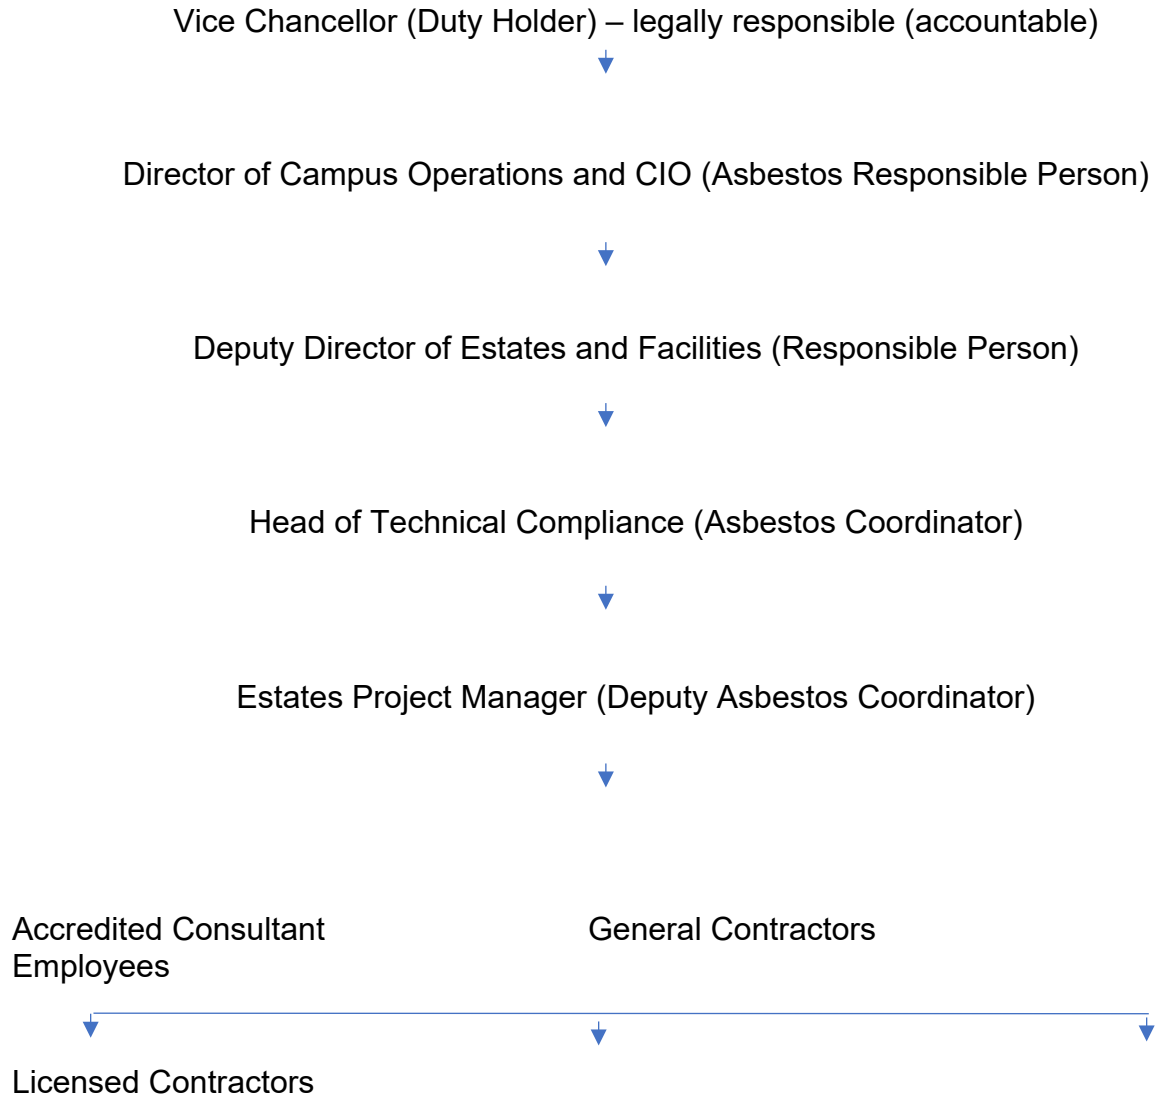 Vice Chancellor (Duty Holder) – legally responsible (accountable)
Director of Campus Operations and CIO (Asbestos Responsible Person)
Deputy Director of Estates and Facilities (Responsible Person)
Head of Technical Compliance (Asbestos Coordinator)
Estates Project Manager (Deputy Asbestos Coordinator)
Accredited Consultant General Contractors
Employees
Licensed Contractors